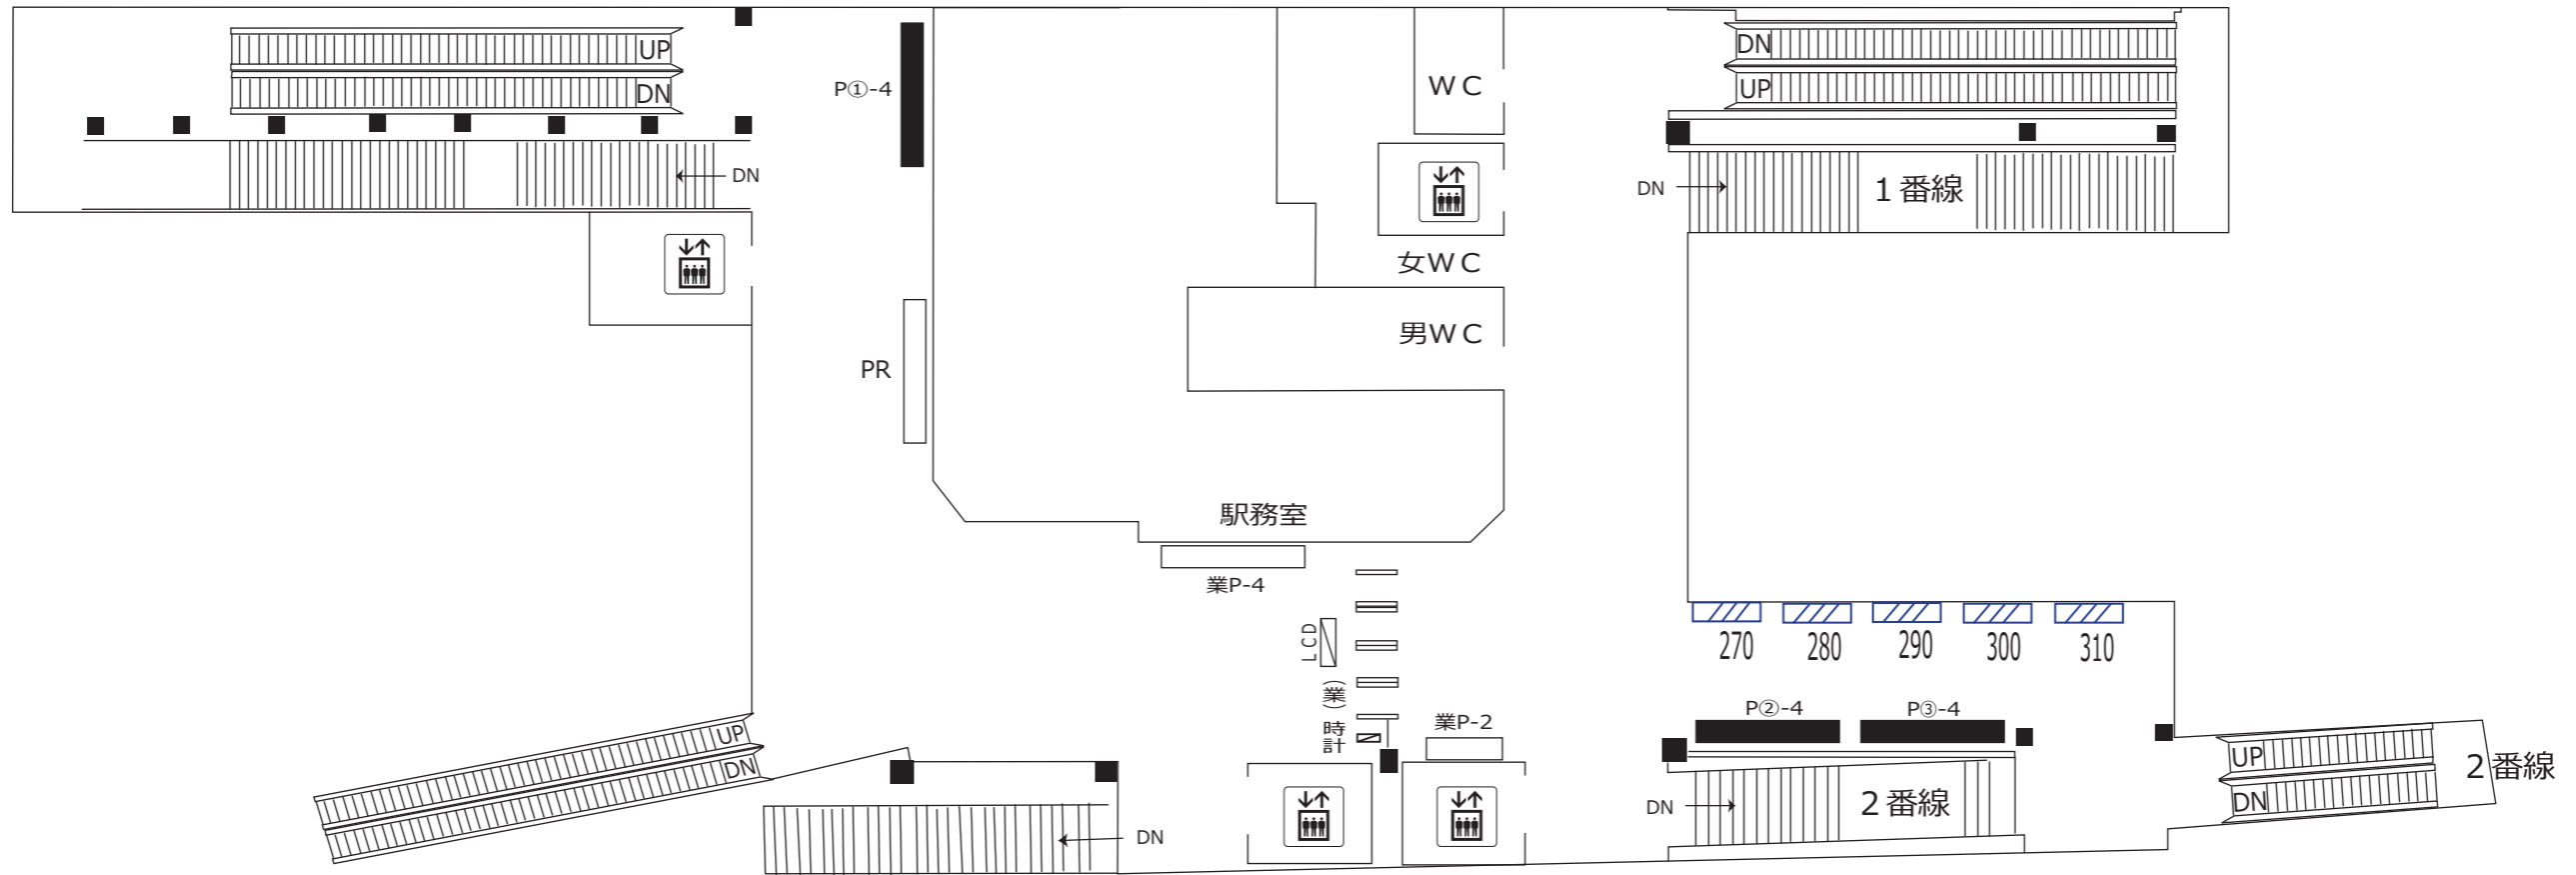 UP
DN
DN
P①-4
PR
WC
女WC
男WC
駅務室
業P-4
LCD
(業)
時計
業P-2
DN
UP
DN
1番線
270
280
290
300
310
P②-4
P③-4
DN
2番線
UP
DN
2番線
UP
DN
DN